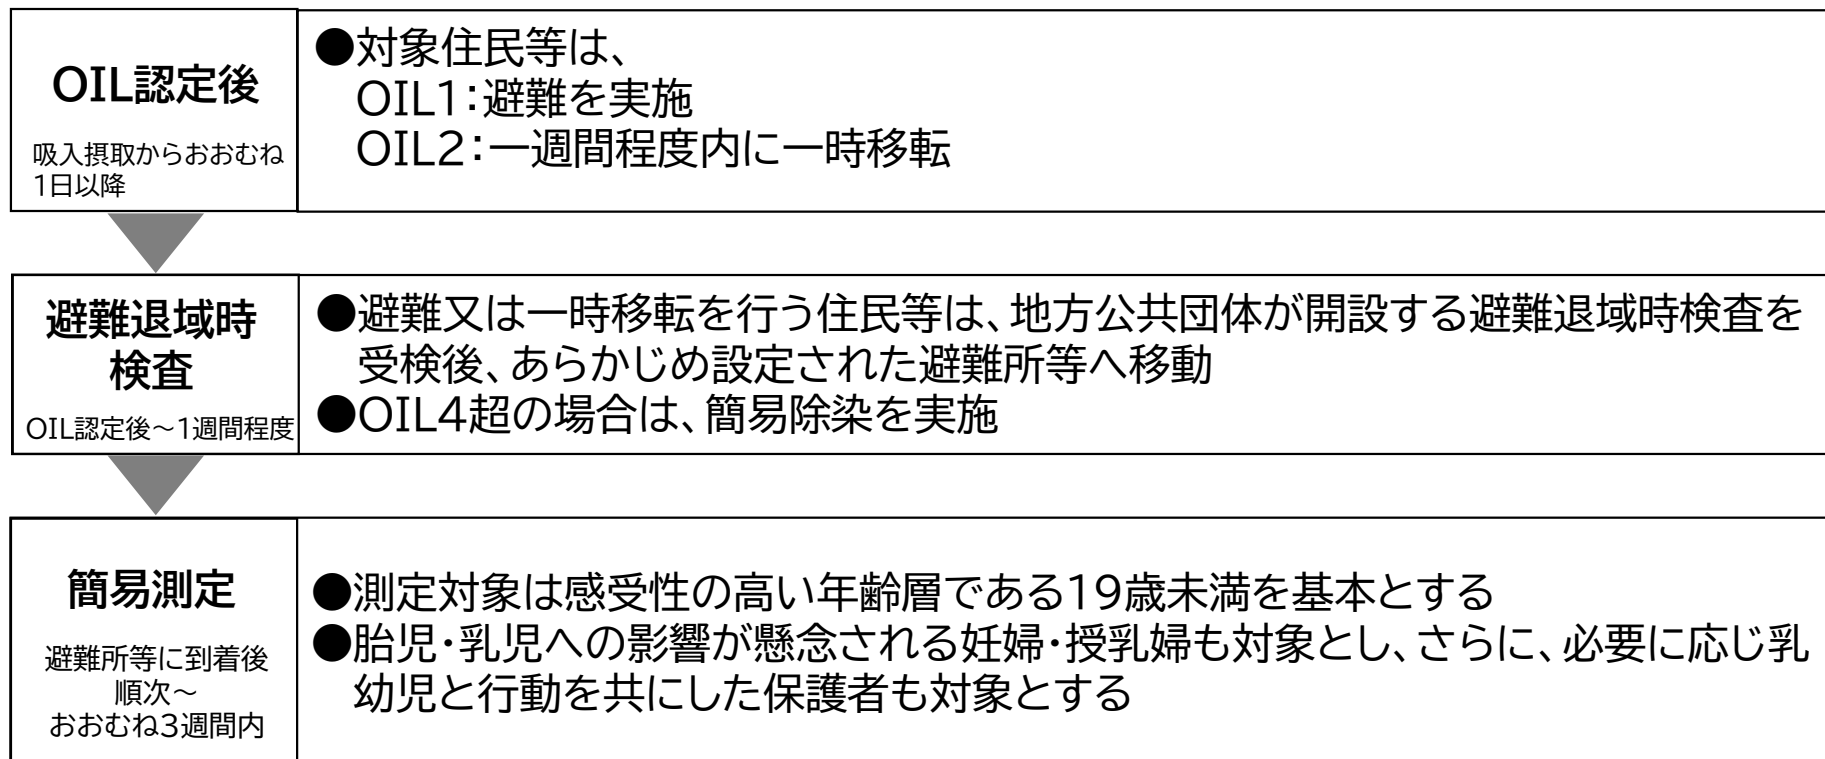 OIL認定後
吸入摂取からおおむね
1日以降
●対象住民等は、
OIL1:避難を実施
OIL2:一週間程度内に一時移転
避難退域時
検査
OIL認定後~1週間程度
●避難又は一時移転を行う住民等は、地方公共団体が開設する避難退域時検査を
受検後、あらかじめ設定された避難所等へ移動
●OIL4超の場合は、簡易除染を実施
簡易測定
避難所等に到着後
順次~
おおむね3週間内
●測定対象は感受性の高い年齢層である19歳未満を基本とする
●胎児・乳児への影響が懸念される妊婦・授乳婦も対象とし、さらに、必要に応じ乳
幼児と行動を共にした保護者も対象とする